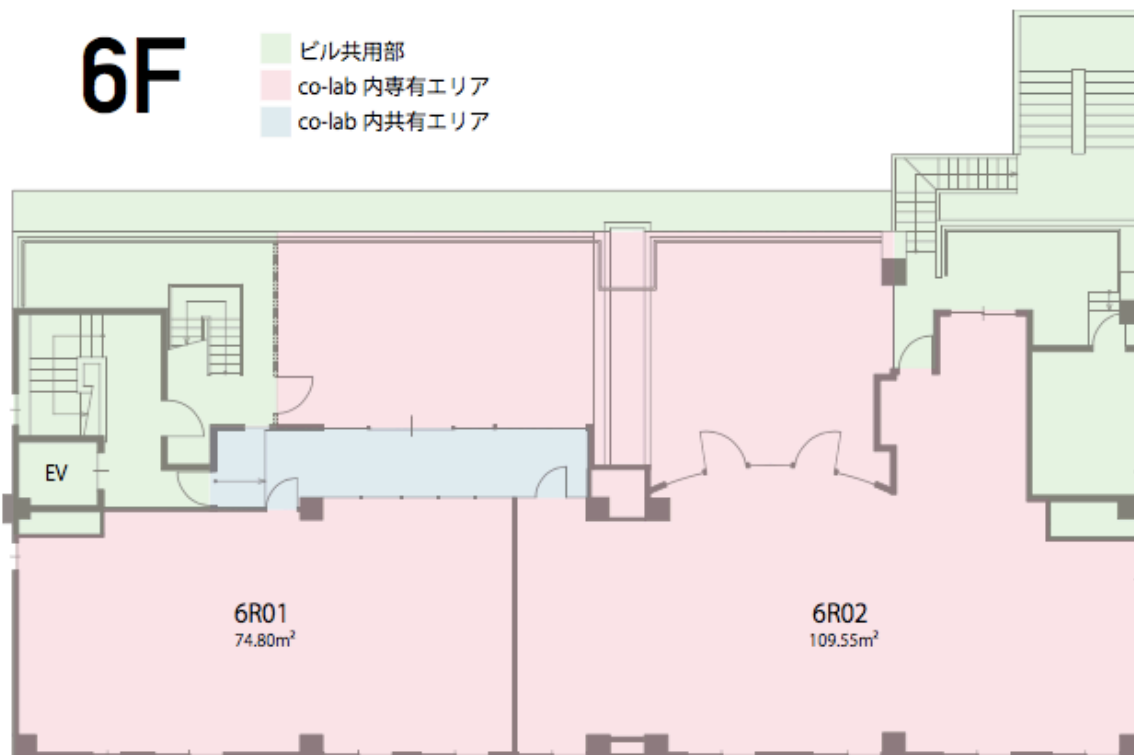 6F
ビル共用部
co-lab 内専有エリア
co-lab 内共有エリア
EV
6R01
74.80m²
6R02
109.55m²